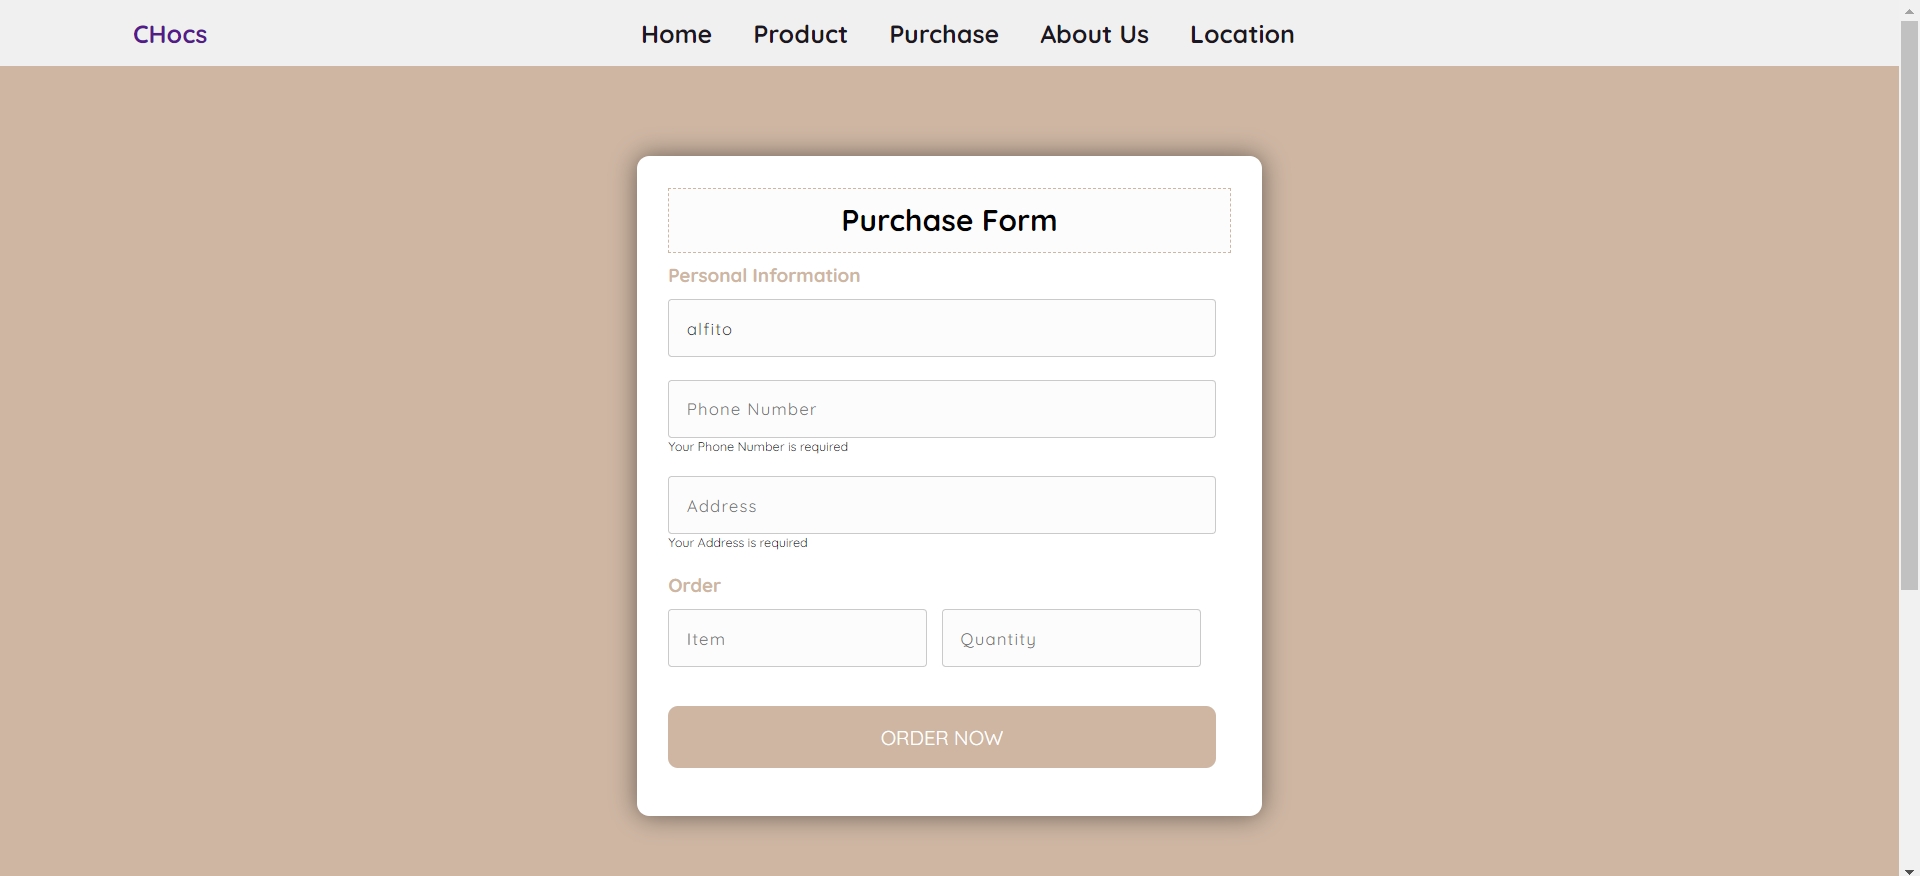 CHocs Home Product Purchase About Us Location
Purchase Form
Personal Information
alfito
Phone Number
Your Phone Number is required
Address
Your Address is required
Order
Item Quantity
ORDER NOW